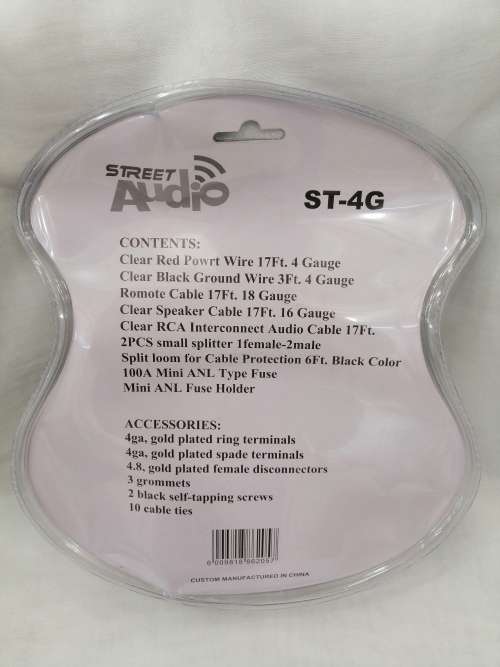 STREET
Audio
ST-4G
CONTENTS:
Clear Red Powrt Wire 17Ft. 4 Gauge
Clear Black Ground Wire 3Ft. 4 Gauge
Romote Cable 17Ft. 18 Gauge
Clear Speaker Cable 17Ft. 16 Gauge
Clear RCA Interconnect Audio Cable 17Ft.
2PCS small splitter 1female-2male
Split loom for Cable Protection 6Ft. Black Color
100A Mini ANL Type Fuse
Mini ANL Fuse Holder
ACCESSORIES:
4ga, gold plated ring terminals
4ga, gold plated spade terminals
4.8, gold plated female disconnectors
3 grommets
2 black self-tapping screws
10 cable ties
CUSTOM MANUFACTURED IN CHINA